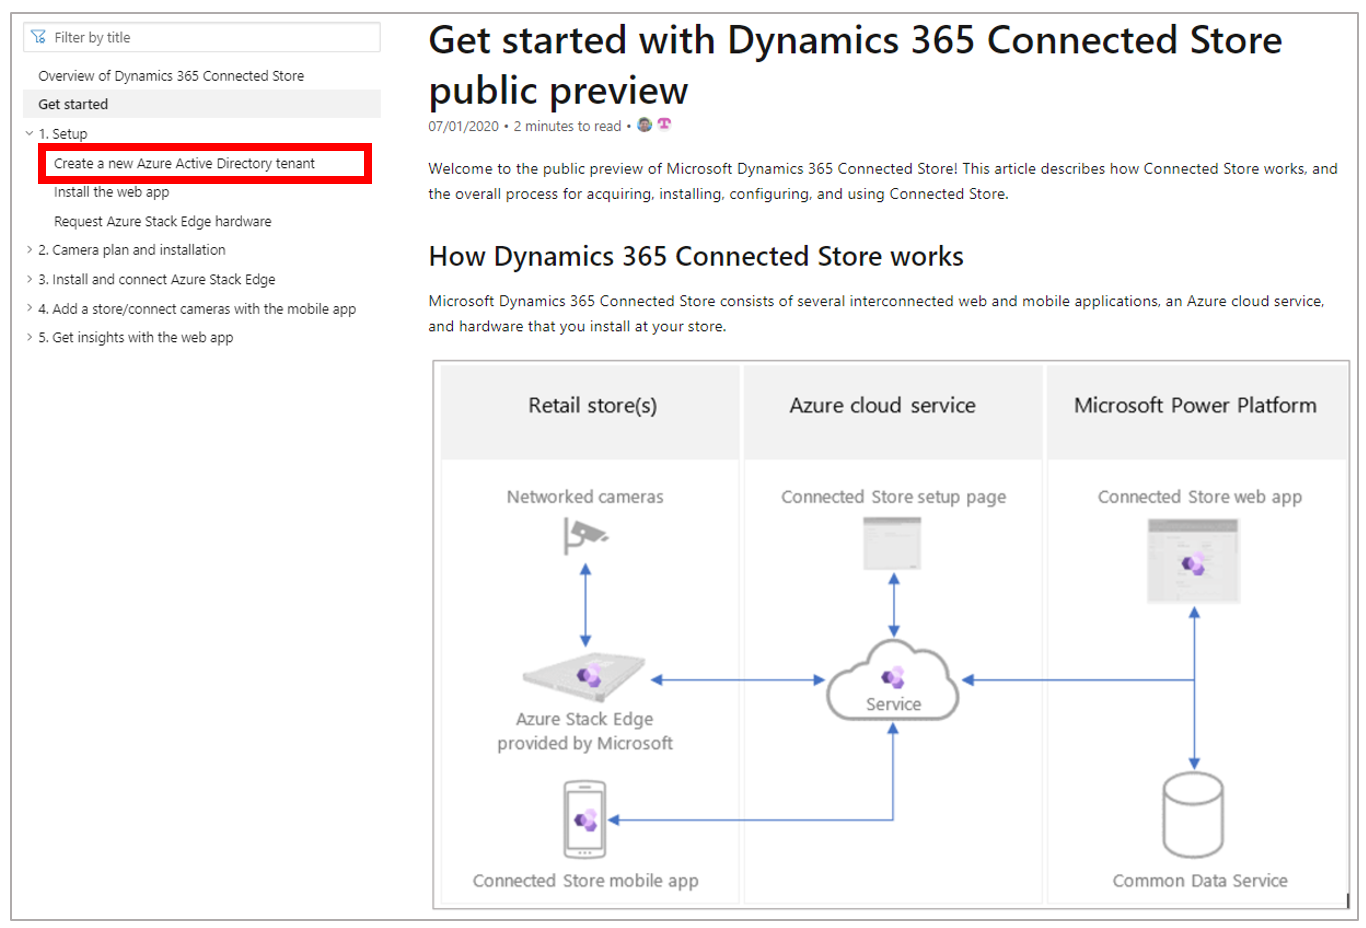 Filter by title
Overview of Dynamics 365 Connected Store
Get started
1. Setup
Create a new Azure Active Directory tenant
Install the web app
Request Azure Stack Edge hardware
2. Camera plan and installation
3. Install and connect Azure Stack Edge
4. Add a store/connect cameras with the mobile app
5. Get insights with the web app
Get started with Dynamics 365 Connected Store
public preview
07/01/2020 • 2 minutes to read •
Welcome to the public preview of Microsoft Dynamics 365 Connected Store! This article describes how Connected Store works, and
the overall process for acquiring, installing, configuring, and using Connected Store.
How Dynamics 365 Connected Store works
Microsoft Dynamics 365 Connected Store consists of several interconnected web and mobile applications, an Azure cloud service,
and hardware that you install at your store.
Retail store(s)
Azure cloud service
Microsoft Power Platform
Networked cameras
Connected Store setup page
Connected Store web app
Service
Azure Stack Edge
provided by Microsoft
Connected Store mobile app
Common Data Service